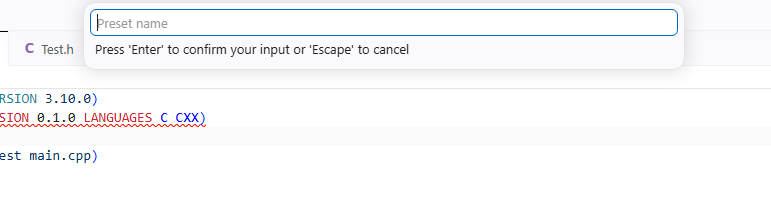 Preset name
C Test.h
Press 'Enter' to confirm your input or 'Escape' to cancel
RSION 3.10.0)
SION 0.1.0 LANGUAGES C CXX)
est main.cpp)